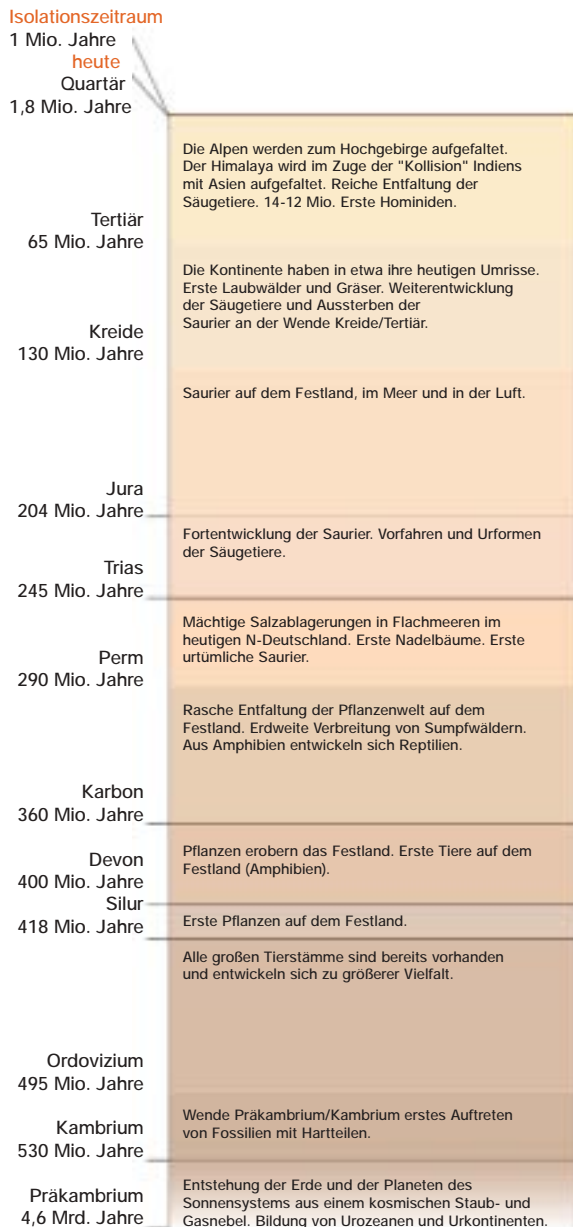 Isolationszeitraum
1 Mio. Jahre
heute
Quartär
1,8 Mio. Jahre
Die Alpen werden zum Hochgebirge aufgefaltet.
Der Himalaya wird im Zuge der "Kollision" Indiens
mit Asien aufgefaltet. Reiche Entfaltung der
Säugetiere. 14-12 Mio. Erste Hominiden.
Tertiär
65 Mio. Jahre
Die Kontinente haben in etwa ihre heutigen Umrisse.
Erste Laubwälder und Gräser. Weiterentwicklung
der Säugetiere und Aussterben der
Saurier an der Wende Kreide/Tertiär.
Kreide
130 Mio. Jahre
Saurier auf dem Festland, im Meer und in der Luft.
Jura
204 Mio. Jahre
Fortentwicklung der Saurier. Vorfahren und Urformen
der Säugetiere.
Trias
245 Mio. Jahre
Mächtige Salzablagerungen in Flachmeeren im
heutigen N-Deutschland. Erste Nadelbäume. Erste
urtümliche Saurier.
Perm
290 Mio. Jahre
Rasche Entfaltung der Pflanzenwelt auf dem
Festland. Erdweite Verbreitung von Sumpfwäldern.
Aus Amphibien entwickeln sich Reptilien.
Karbon
360 Mio. Jahre
Pflanzen erobern das Festland. Erste Tiere auf dem
Festland (Amphibien).
Devon
400 Mio. Jahre
Silur
418 Mio. Jahre
Erste Pflanzen auf dem Festland.
Alle großen Tierstämme sind bereits vorhanden
und entwickeln sich zu größerer Vielfalt.
Ordovizium
495 Mio. Jahre
Wende Präkambrium/Kambrium erstes Auftreten
von Fossilien mit Hartteilen.
Kambrium
530 Mio. Jahre
Entstehung der Erde und der Planeten des
Sonnensystems aus einem kosmischen Staub- und
Gasnebel. Bildung von Urozeanen und Urkontinenten.
Präkambrium
4,6 Mrd. Jahre